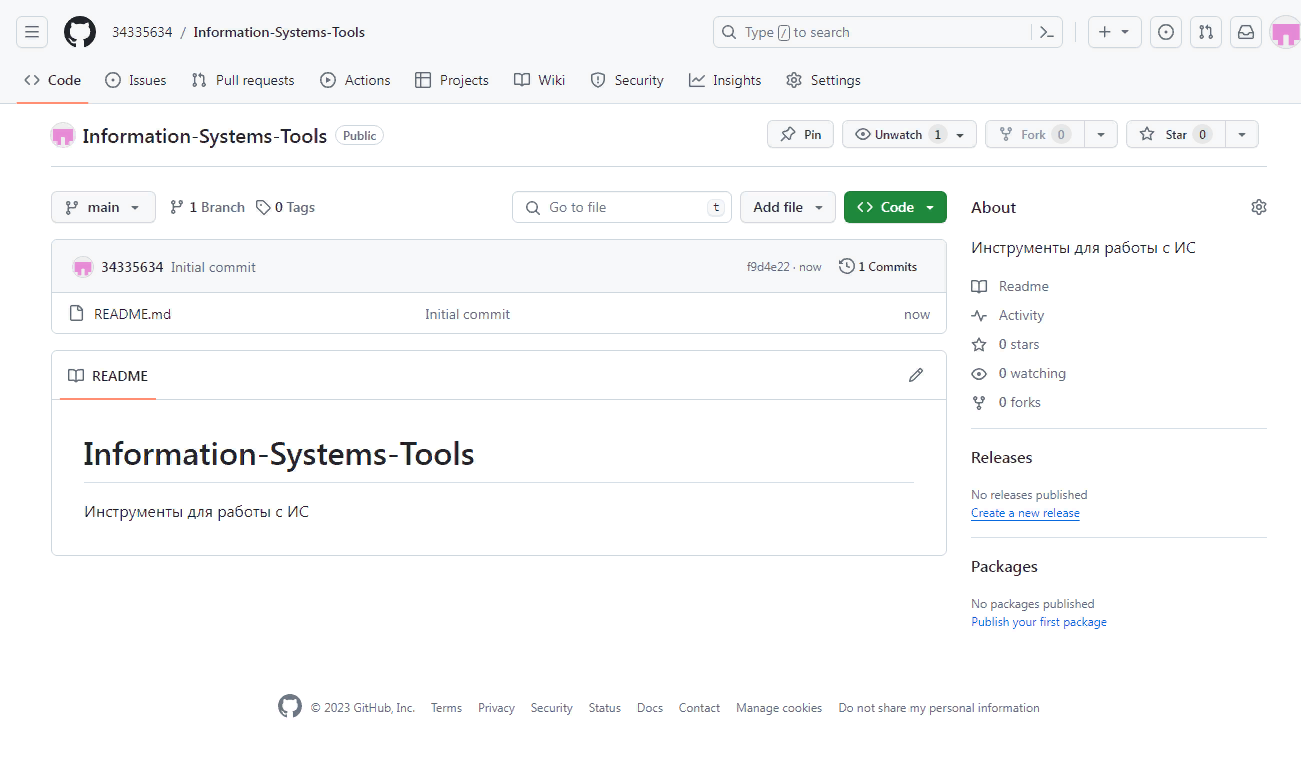 34335634 / Information-Systems-Tools
Type / to search
Code Issues Pull requests Actions Projects Wiki Security Insights Settings
Information-Systems-Tools Public
Pin Unwatch 1 Fork 0 Star 0
main 1 Branch 0 Tags
Go to file t Add file Code
34335634 Initial commit f9d4e22 · now 1 Commits
README.md Initial commit now
README
Information-Systems-Tools
Инструменты для работы с ИС
About
Инструменты для работы с ИС
Readme
Activity
0 stars
0 watching
0 forks
Releases
No releases published
Create a new release
Packages
No packages published
Publish your first package
© 2023 GitHub, Inc. Terms Privacy Security Status Docs Contact Manage cookies Do not share my personal information